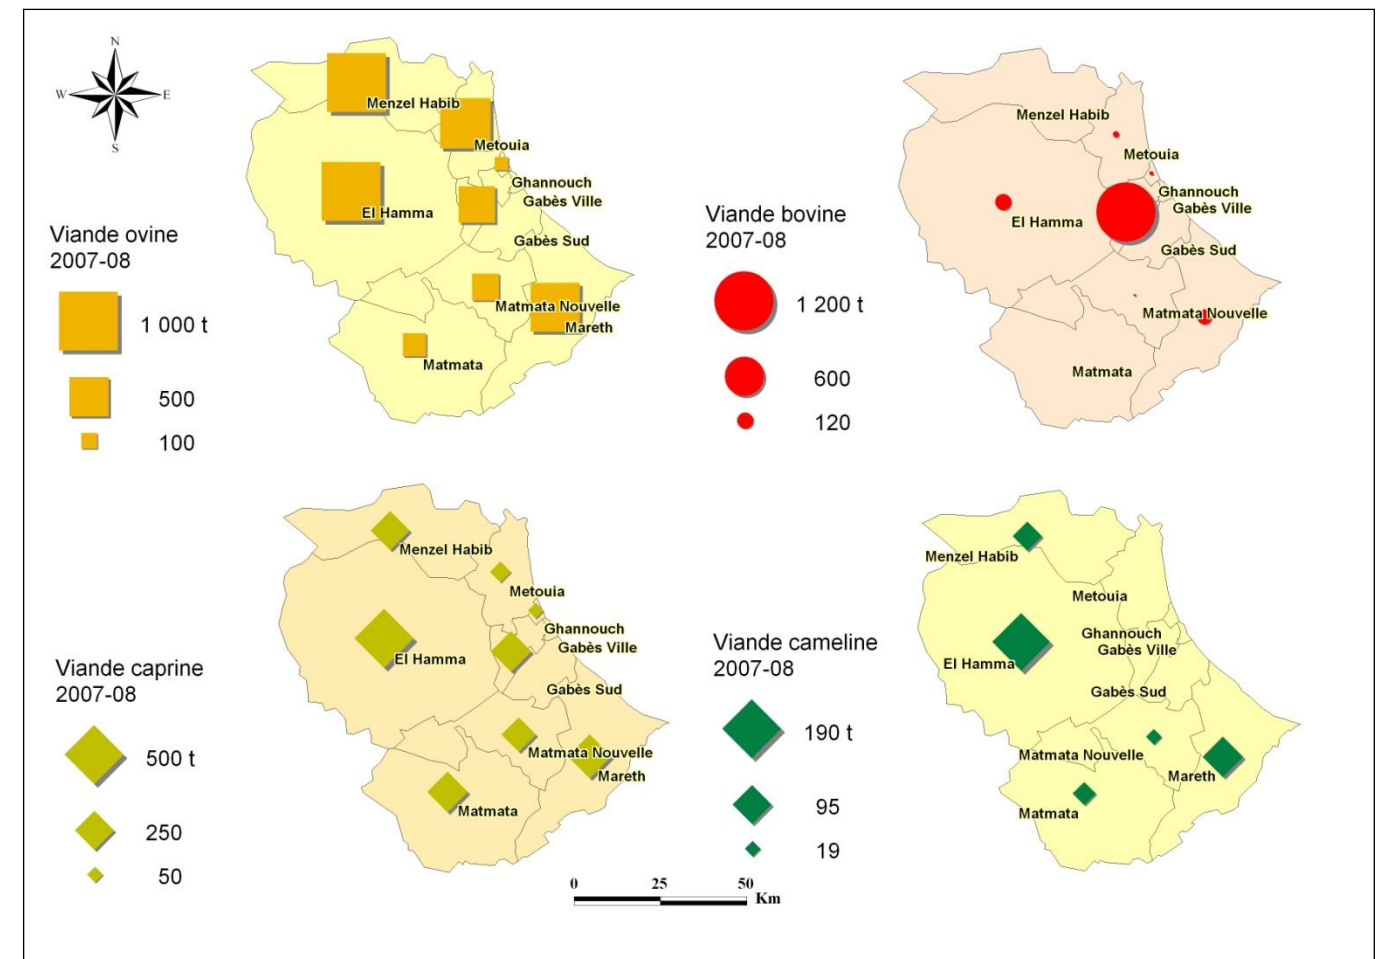 N
W
E
S
Menzel Habib
Metouia
Ghannouch
Gabès Ville
El Hamma
Gabès Sud
Matmata Nouvelle
Mareth
Matmata
Viande ovine
2007-08
1 000 t
500
100
Menzel Habib
Metouia
Ghannouch
Gabès Ville
El Hamma
Gabès Sud
Matmata Nouvelle
Matmata
Viande bovine
2007-08
1 200 t
600
120
Menzel Habib
Metouia
Ghannouch
Gabès Ville
El Hamma
Gabès Sud
Matmata Nouvelle
Mareth
Matmata
Viande caprine
2007-08
500 t
250
50
Menzel Habib
Metouia
Ghannouch
Gabès Ville
El Hamma
Gabès Sud
Matmata Nouvelle
Mareth
Matmata
Viande cameline
2007-08
190 t
95
19
0 25 50
Km